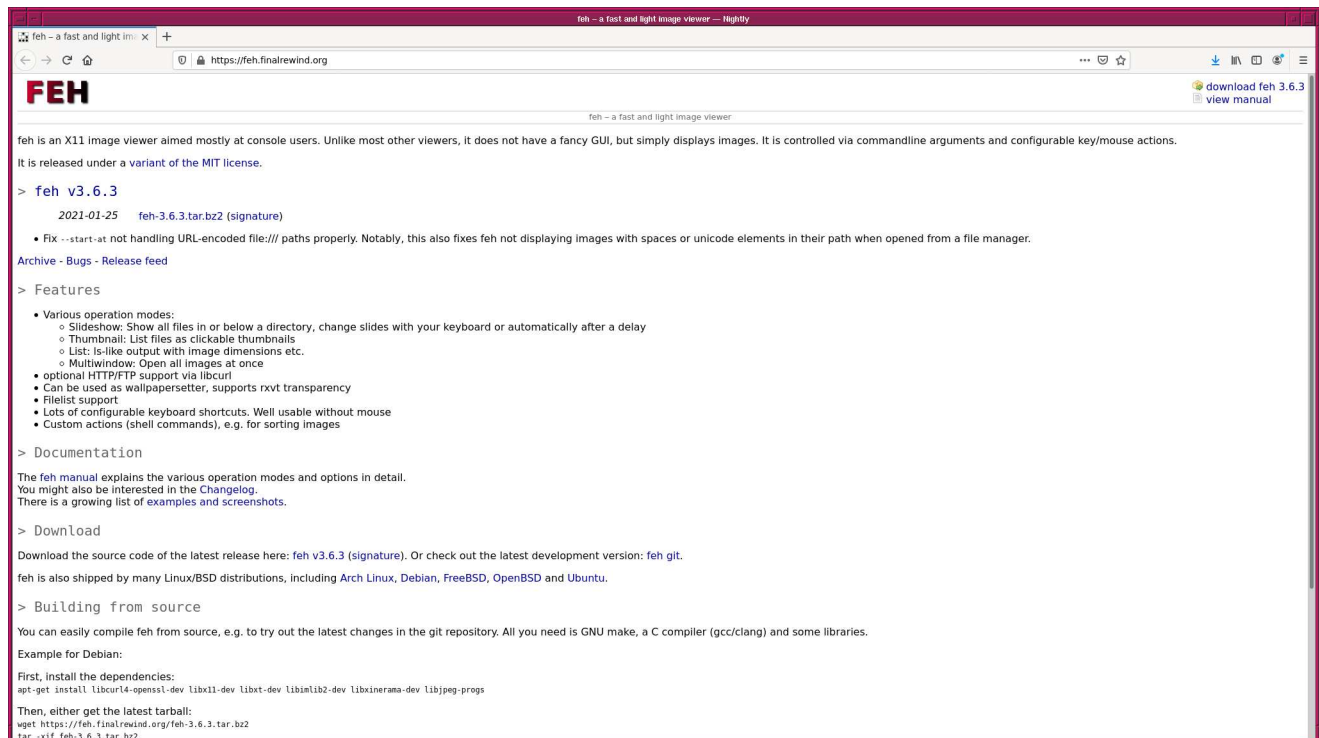 feh – a fast and light image viewer — Nightly
feh – a fast and light im
https://feh.finalrewind.org
FEH
download feh 3.6.3
view manual
feh – a fast and light image viewer
feh is an X11 image viewer aimed mostly at console users. Unlike most other viewers, it does not have a fancy GUI, but simply displays images. It is controlled via commandline arguments and configurable key/mouse actions.
It is released under a variant of the MIT license.
> feh v3.6.3
2021-01-25 feh-3.6.3.tar.bz2 (signature)
• Fix --start-at not handling URL-encoded file:/// paths properly. Notably, this also fixes feh not displaying images with spaces or unicode elements in their path when opened from a file manager.
Archive - Bugs - Release feed
> Features
• Various operation modes:
◦ Slideshow: Show all files in or below a directory, change slides with your keyboard or automatically after a delay
◦ Thumbnail: List files as clickable thumbnails
◦ List: ls-like output with image dimensions etc.
◦ Multiwindow: Open all images at once
• optional HTTP/FTP support via libcurl
• Can be used as wallpapersetter, supports rxvt transparency
• Filelist support
• Lots of configurable keyboard shortcuts. Well usable without mouse
• Custom actions (shell commands), e.g. for sorting images
> Documentation
The feh manual explains the various operation modes and options in detail.
You might also be interested in the Changelog.
There is a growing list of examples and screenshots.
> Download
Download the source code of the latest release here: feh v3.6.3 (signature). Or check out the latest development version: feh git.
feh is also shipped by many Linux/BSD distributions, including Arch Linux, Debian, FreeBSD, OpenBSD and Ubuntu.
> Building from source
You can easily compile feh from source, e.g. to try out the latest changes in the git repository. All you need is GNU make, a C compiler (gcc/clang) and some libraries.
Example for Debian:
First, install the dependencies:
apt-get install libcurl4-openssl-dev libx11-dev libxt-dev libimlib2-dev libxinerama-dev libjpeg-progs
Then, either get the latest tarball:
wget https://feh.finalrewind.org/feh-3.6.3.tar.bz2
tar -xjf feh-3.6.3.tar.bz2